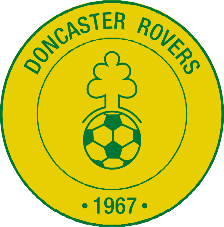 DONCASTER ROVERS
• 1967 •